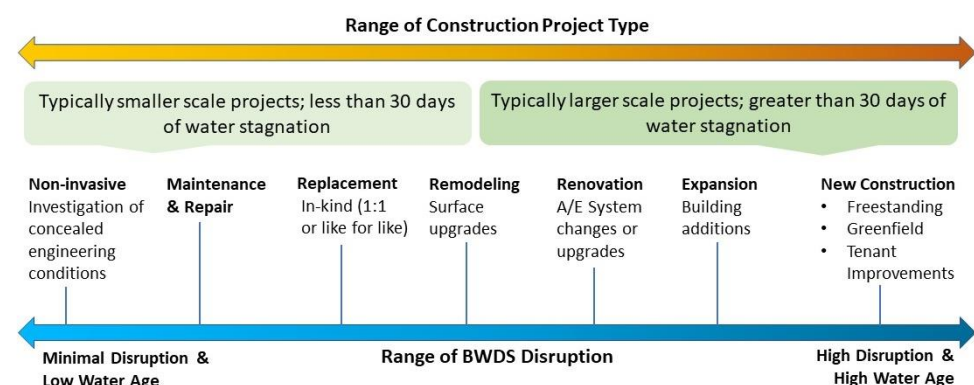 Range of Construction Project Type
Typically smaller scale projects; less than 30 days
of water stagnation
Typically larger scale projects; greater than 30 days of
water stagnation
Non-invasive
Investigation of
concealed
engineering
conditions
Maintenance
& Repair
Replacement
In-kind (1:1
or like for like)
Remodeling
Surface
upgrades
Renovation
A/E System
changes or
upgrades
Expansion
Building
additions
New Construction
• Freestanding
• Greenfield
• Tenant
Improvements
Minimal Disruption &
Low Water Age
Range of BWDS Disruption
High Disruption &
High Water Age